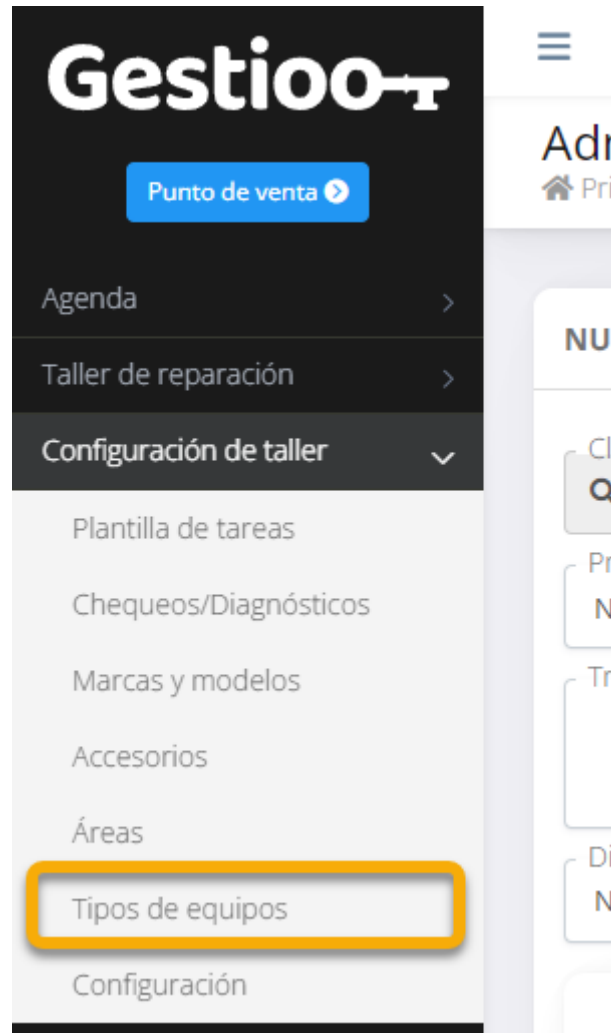 Gestioo
Punto de venta
Agenda
Taller de reparación
Configuración de taller
Plantilla de tareas
Chequeos/Diagnósticos
Marcas y modelos
Accesorios
Áreas
Tipos de equipos
Configuración